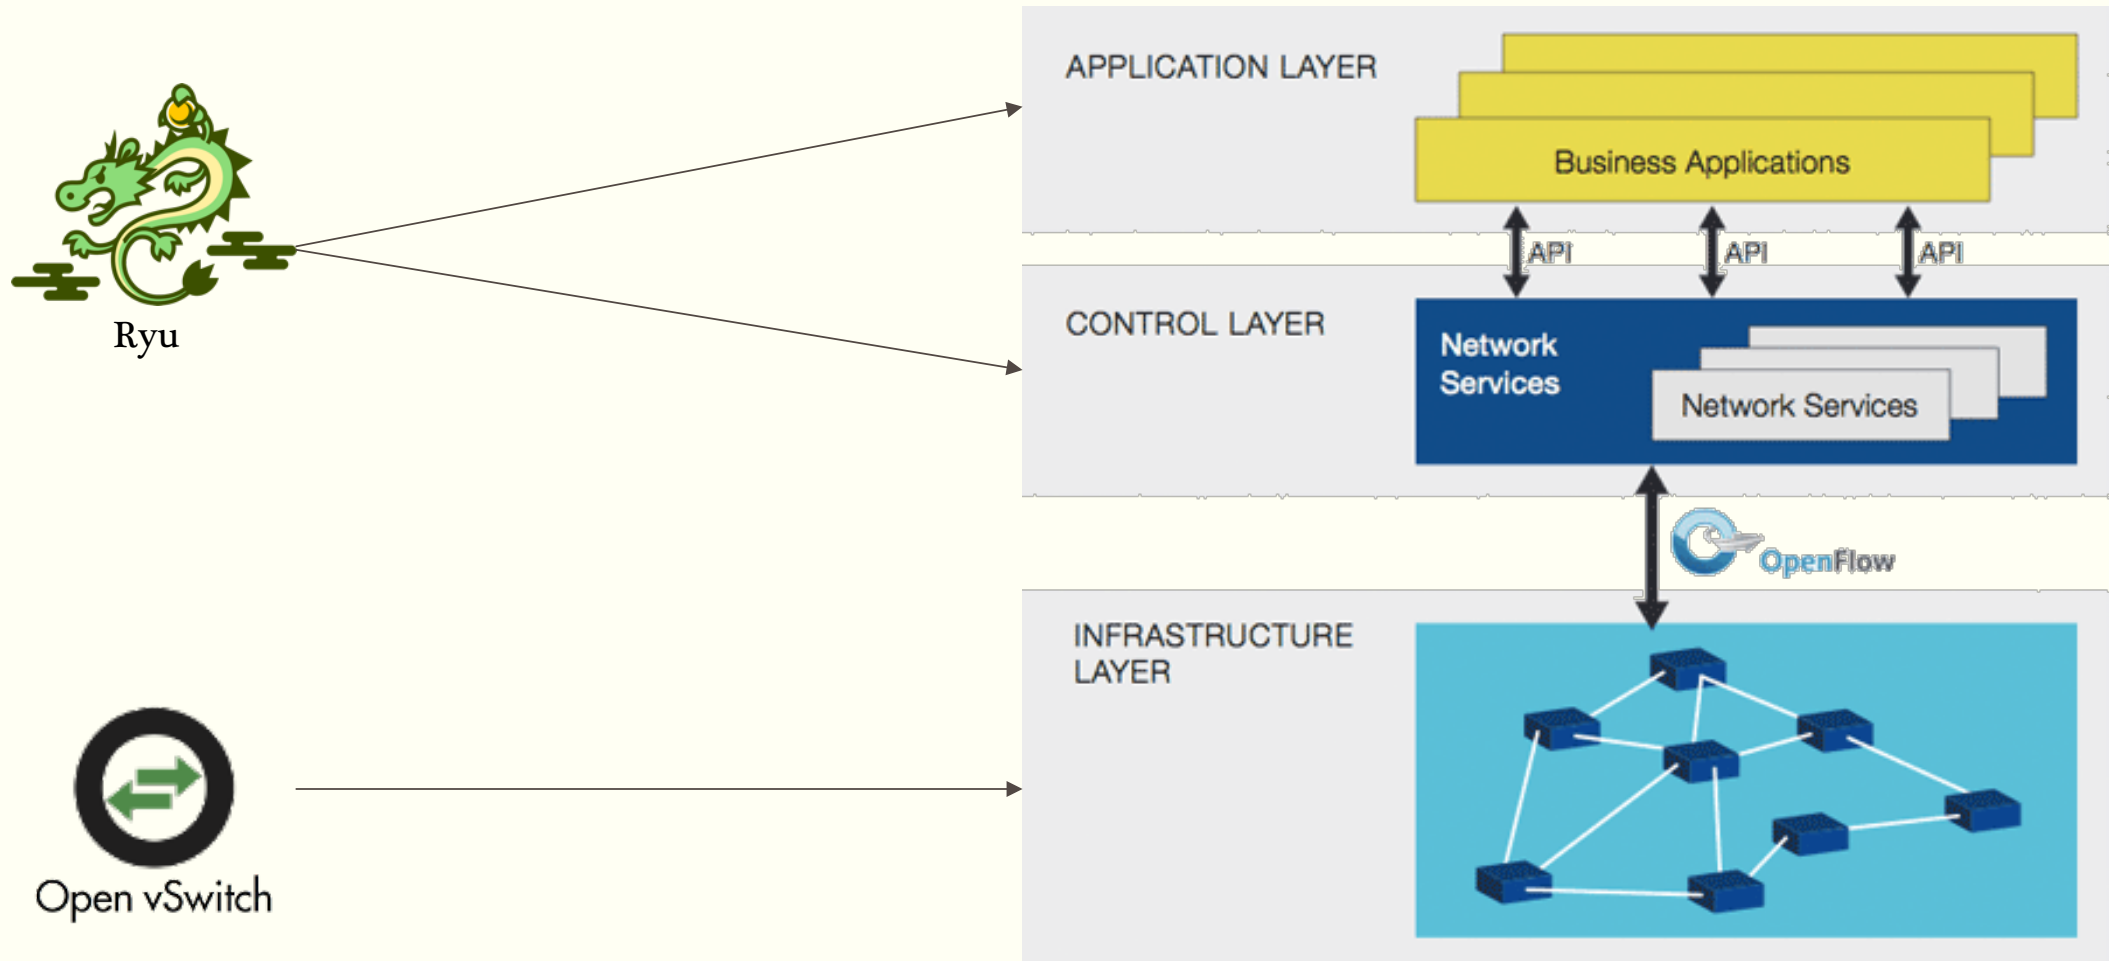 Ryu
Open vSwitch
APPLICATION LAYER
Business Applications
API
API
API
CONTROL LAYER
Network
Services
Network Services
OpenFlow
INFRASTRUCTURE
LAYER